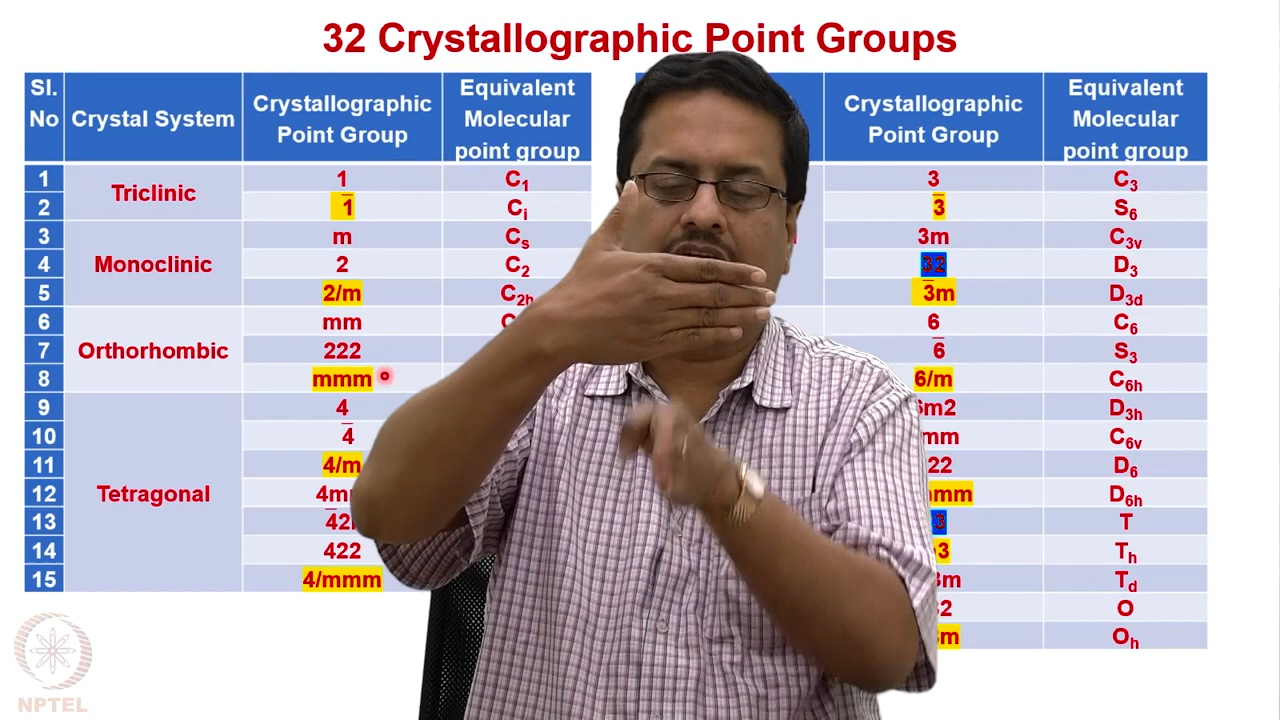 32 Crystallographic Point Groups
Sl. No Crystal System Crystallographic Point Group Equivalent Molecular point group
1 Triclinic 1 C₁
2 1̅ Cᵢ
3 Monoclinic m Cₛ
4 2 C₂
5 2/m C₂ₕ
6 Orthorhombic mm
7 222
8 mmm
9 Tetragonal 4
10 4̅
11 4/m
12
13
14 422
15 4/mmm
Crystallographic Point Group Equivalent Molecular point group
3 C₃
3̅ S₆
3m C₃ᵥ
32 D₃
3̅m D₃d
6 C₆
6̅ S₃
6/m C₆ₕ
D₃ₕ
C₆ᵥ
D₆
D₆ₕ
T
Tₕ
Td
O
Oₕ
NPTEL